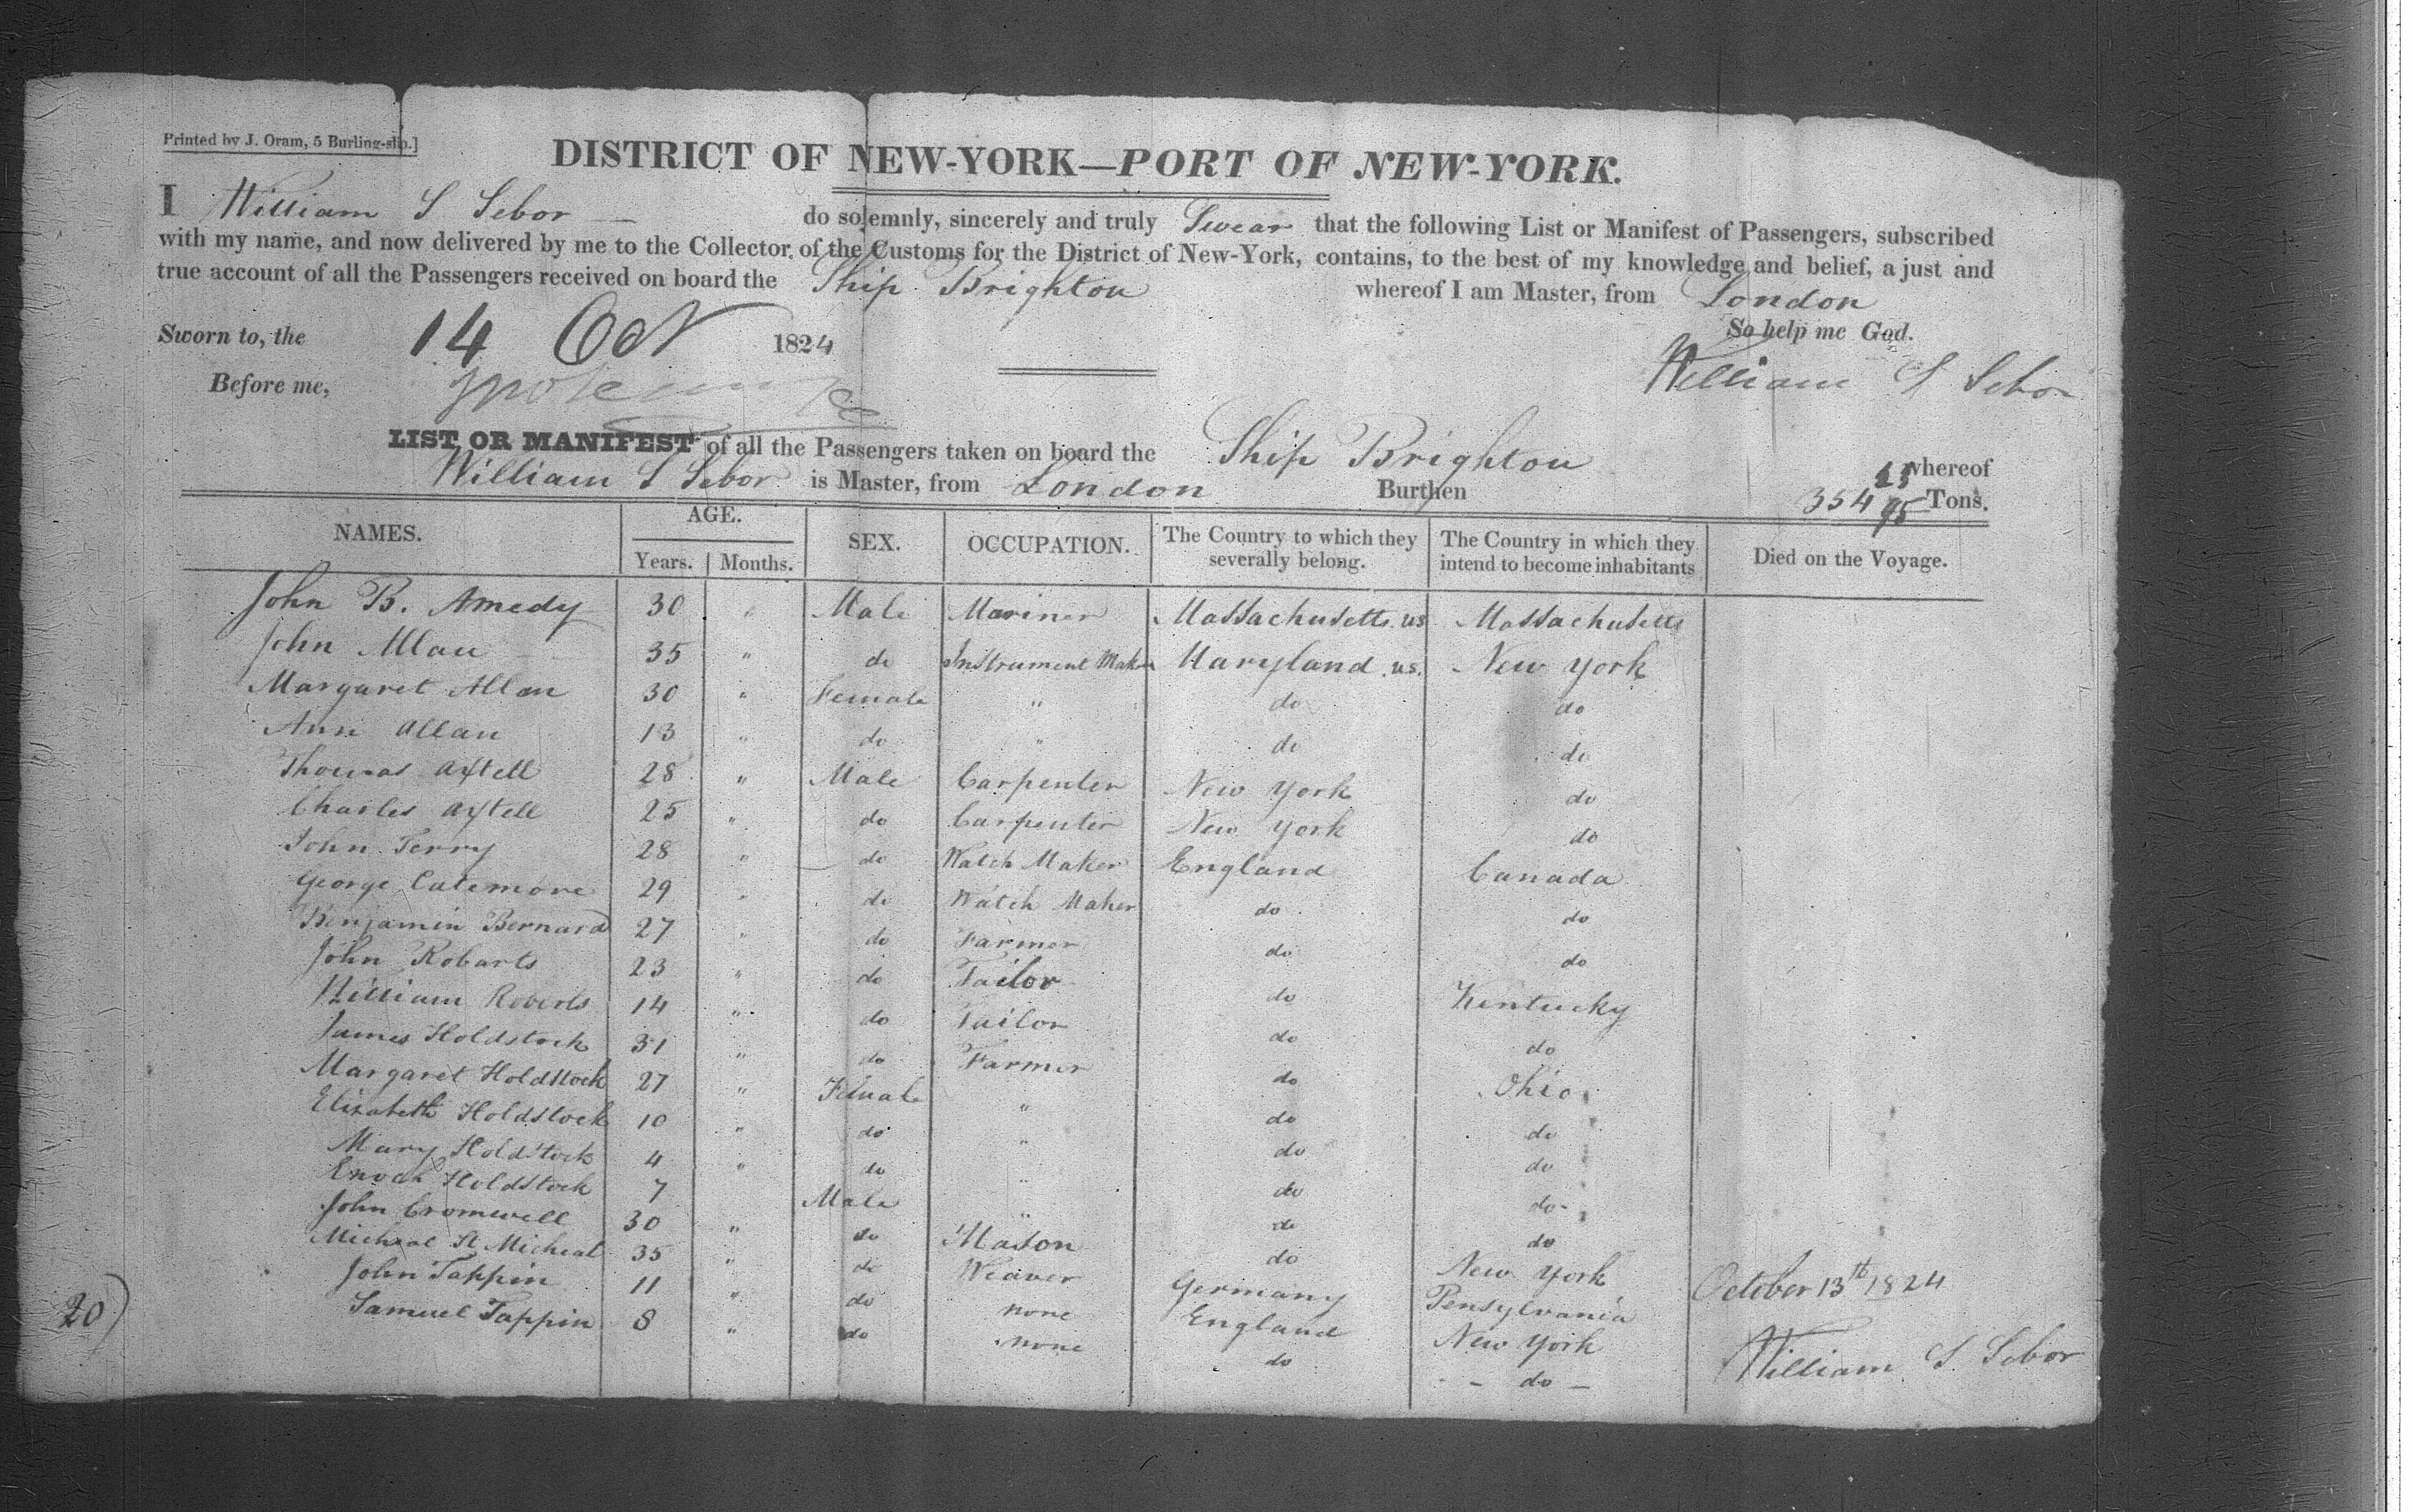 Printed by J. Oram, 5 Burling-slip.]
DISTRICT OF NEW-YORK—PORT OF NEW-YORK.
I William S Sebor do solemnly, sincerely and truly Swear that the following List or Manifest of Passengers, subscribed
with my name, and now delivered by me to the Collector of the Customs for the District of New-York, contains, to the best of my knowledge and belief, a just and
true account of all the Passengers received on board the Ship Brighton whereof I am Master, from London
Sworn to, the 14 Oct 1824 So help me God.
Before me, William S Sebor
LIST OR MANIFEST of all the Passengers taken on board the Ship Brighton whereof
William S Sebor is Master, from London Burthen 354 Tons.
NAMES. AGE. Years. Months. SEX. OCCUPATION. The Country to which they severally belong. The Country in which they intend to become inhabitants Died on the Voyage.
John B. Amedy 30 " Male Mariner Massachusetts. us Massachusetts
John Allan 35 " do Instrument Maker Maryland. us. New York
Margaret Allan 30 " Female " do do
Ann Allan 13 " do " do do
Thomas Axtell 28 " Male Carpenter New York do
Charles Axtell 25 " do Carpenter New York do
John Terry 28 " do Watch Maker England Canada
George Catemore 29 " do Watch Maker do do
Benjamin Bernard 27 " do Farmer do do
John Robarts 23 " do Tailor do Kentucky
William Roberts 14 " do Tailor do do
James Holdstock 31 " do Farmer do Ohio
Margaret Holdstock 27 " Female " do do
Elizabeth Holdstock 10 " do " do do
Mary Holdstock 4 " do " do do
Enoch Holdstock 7 Male " do do
John Cromwell 30 " do Mason do New York
Micheal St Micheal 35 " do Weaver Germany Pensylvania October 13th 1824
John Tappin 11 " do none England New York
Samuel Tappin 8 " do none do - do -
William S Sebor
20)